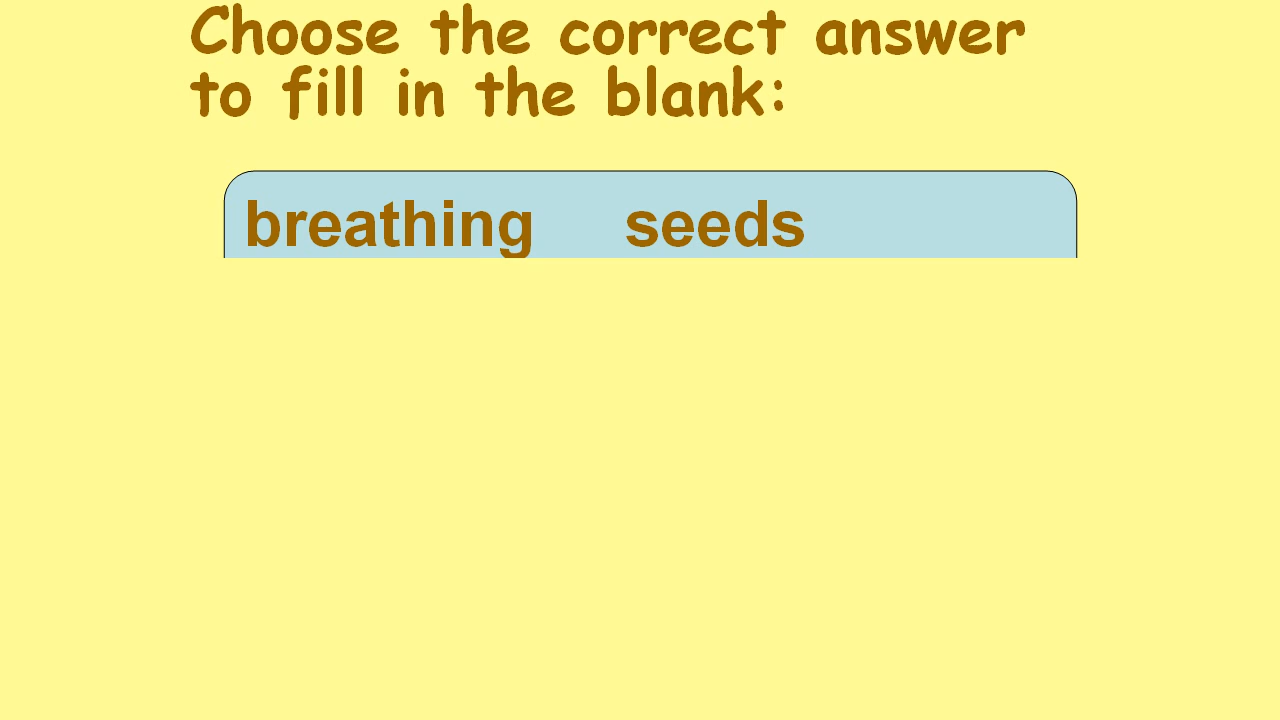 Choose the correct answer
to fill in the blank:
breathing seeds